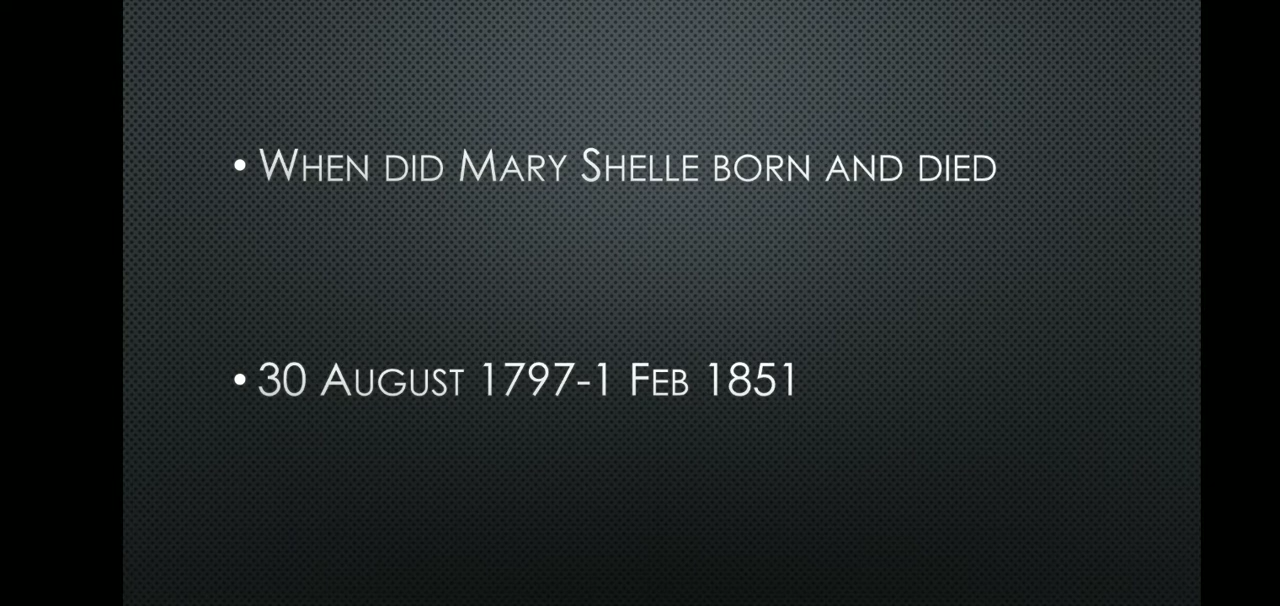 • When did Mary Shelle born and died
• 30 August 1797-1 Feb 1851